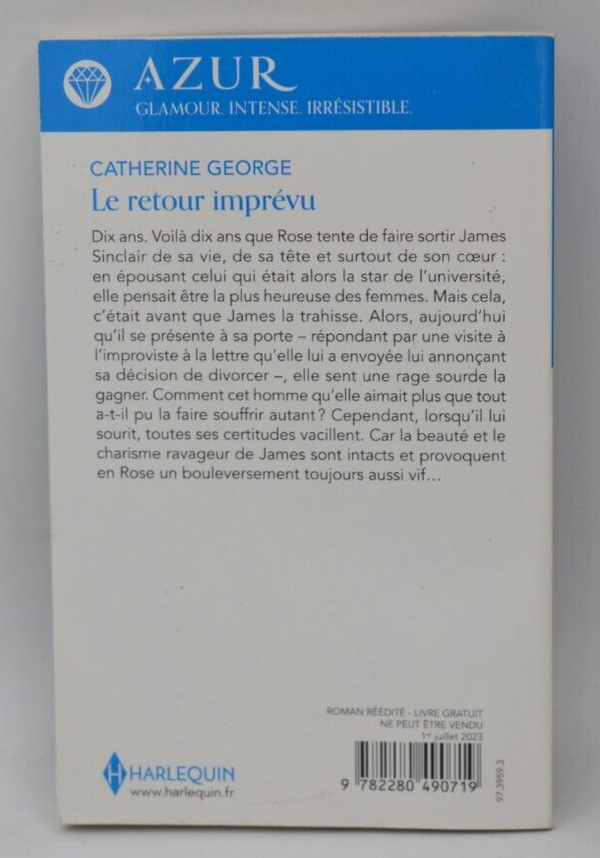 AZUR
GLAMOUR. INTENSE. IRRÉSISTIBLE.
CATHERINE GEORGE
Le retour imprévu
Dix ans. Voilà dix ans que Rose tente de faire sortir James
Sinclair de sa vie, de sa tête et surtout de son cœur :
en épousant celui qui était alors la star de l’université,
elle pensait être la plus heureuse des femmes. Mais cela,
c’était avant que James la trahisse. Alors, aujourd’hui
qu’il se présente à sa porte – répondant par une visite à
l’improviste à la lettre qu’elle lui a envoyée lui annonçant
sa décision de divorcer –, elle sent une rage sourde la
gagner. Comment cet homme qu’elle aimait plus que tout
a-t-il pu la faire souffrir autant ? Cependant, lorsqu’il lui
sourit, toutes ses certitudes vacillent. Car la beauté et le
charisme ravageur de James sont intacts et provoquent
en Rose un bouleversement toujours aussi vif…
ROMAN RÉÉDITÉ - LIVRE GRATUIT
NE PEUT ÊTRE VENDU
1er juillet 2023
9 782280 490719
97.3959.3
HARLEQUIN
www.harlequin.fr